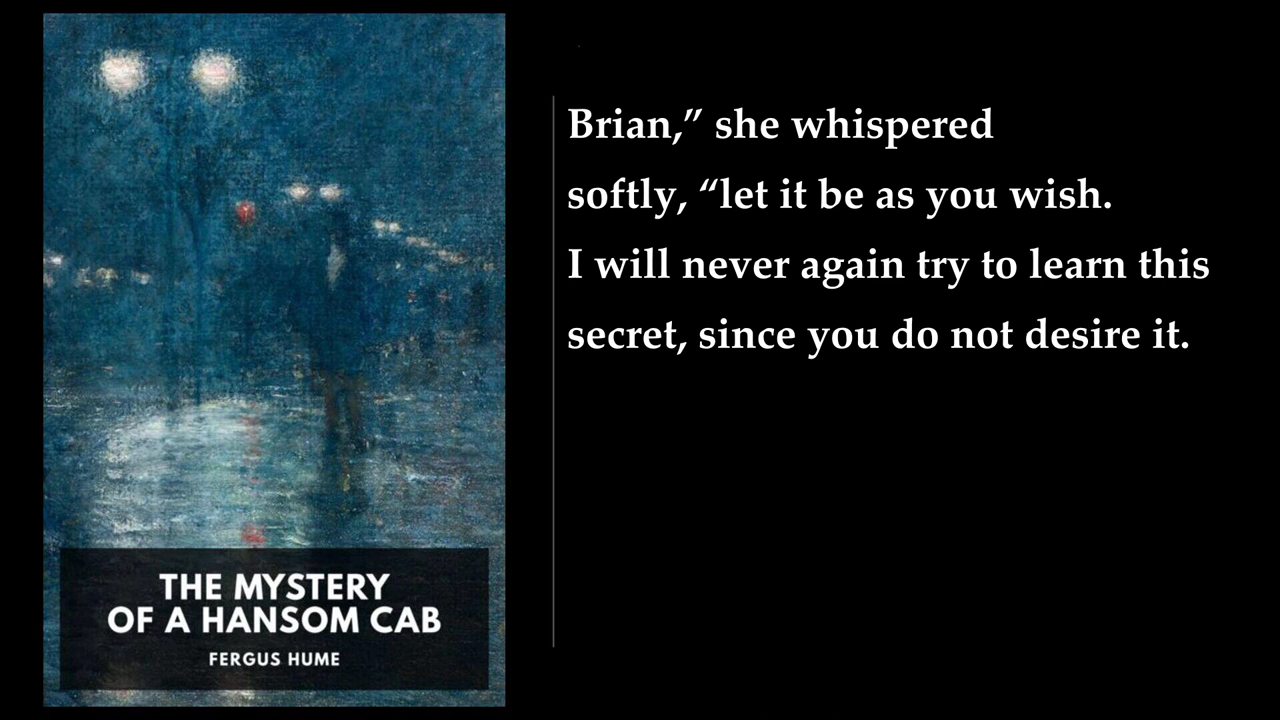 Brian,” she whispered
softly, “let it be as you wish.
I will never again try to learn this
secret, since you do not desire it.
THE MYSTERY
OF A HANSOM CAB
FERGUS HUME